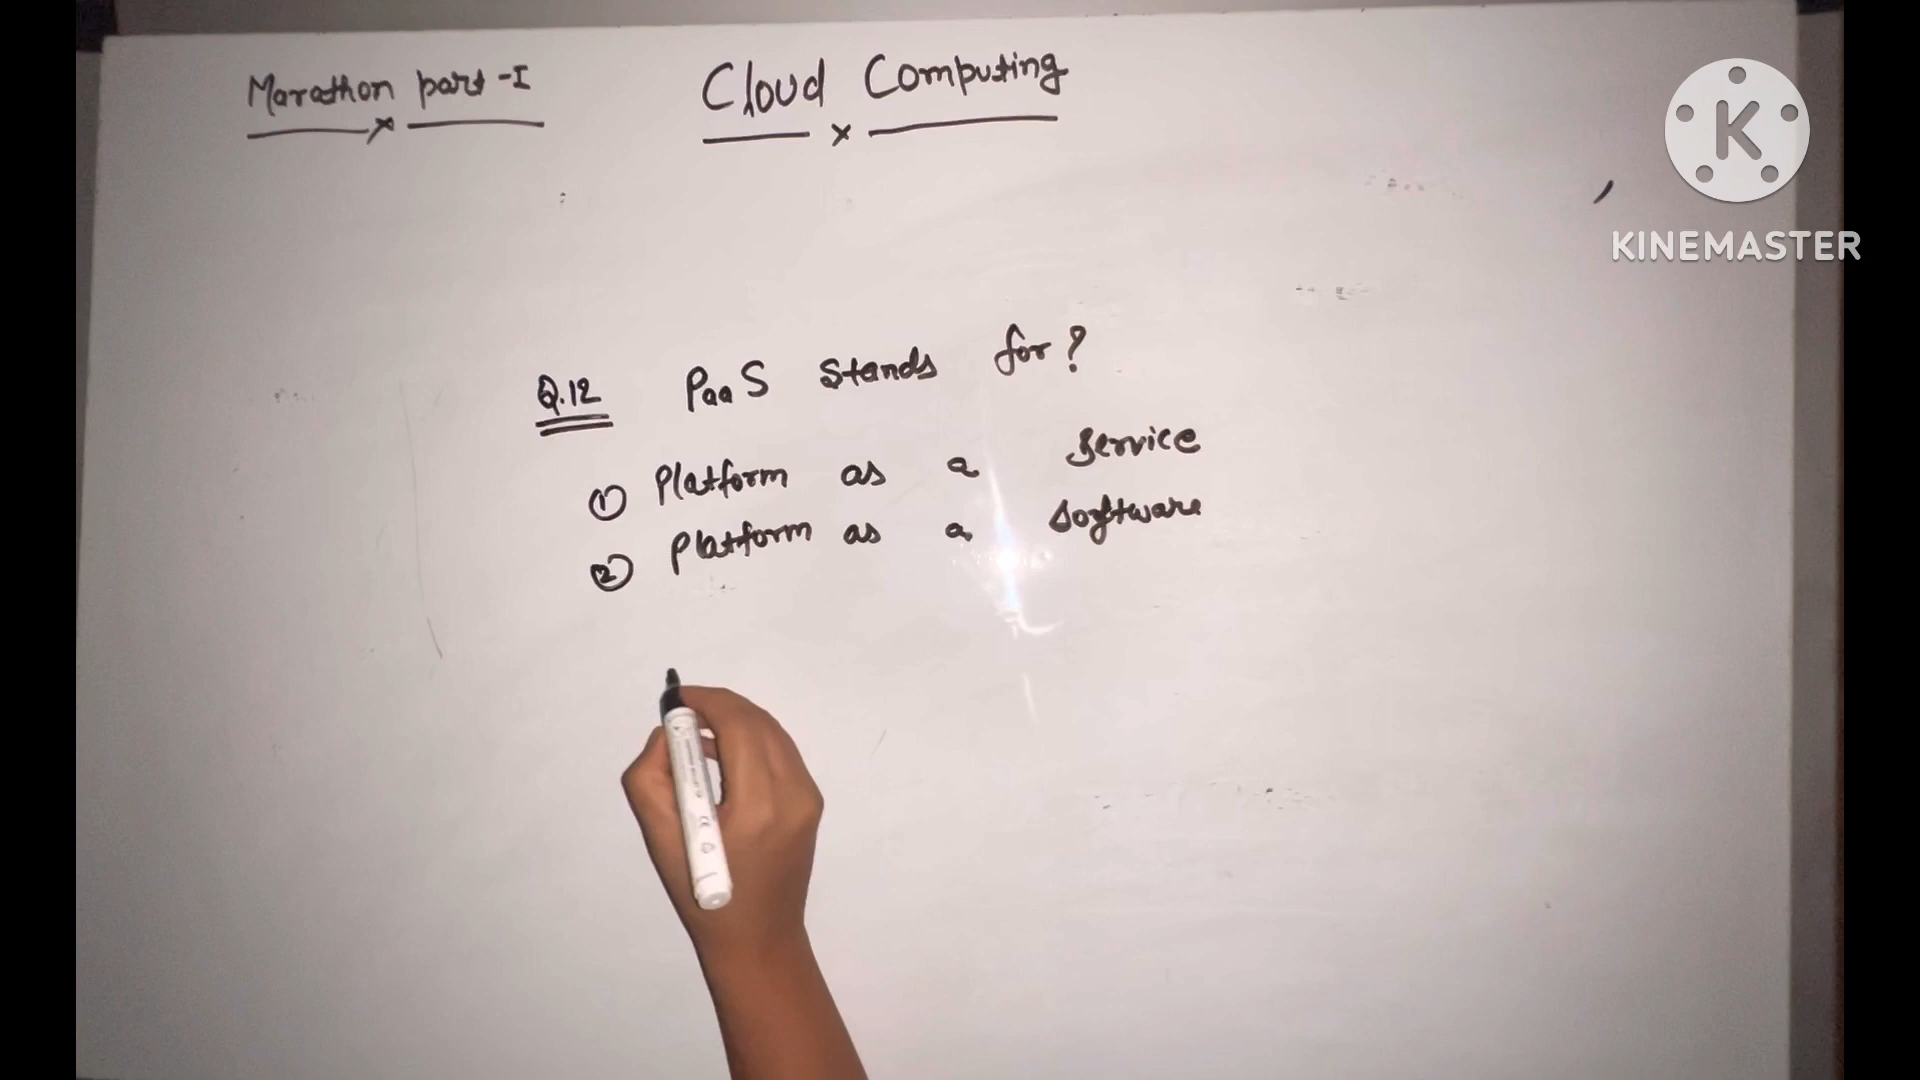 Marathon part-I
Cloud Computing
K
KINEMASTER
Q.12 PaaS stands for?
① Platform as a service
② Platform as a software